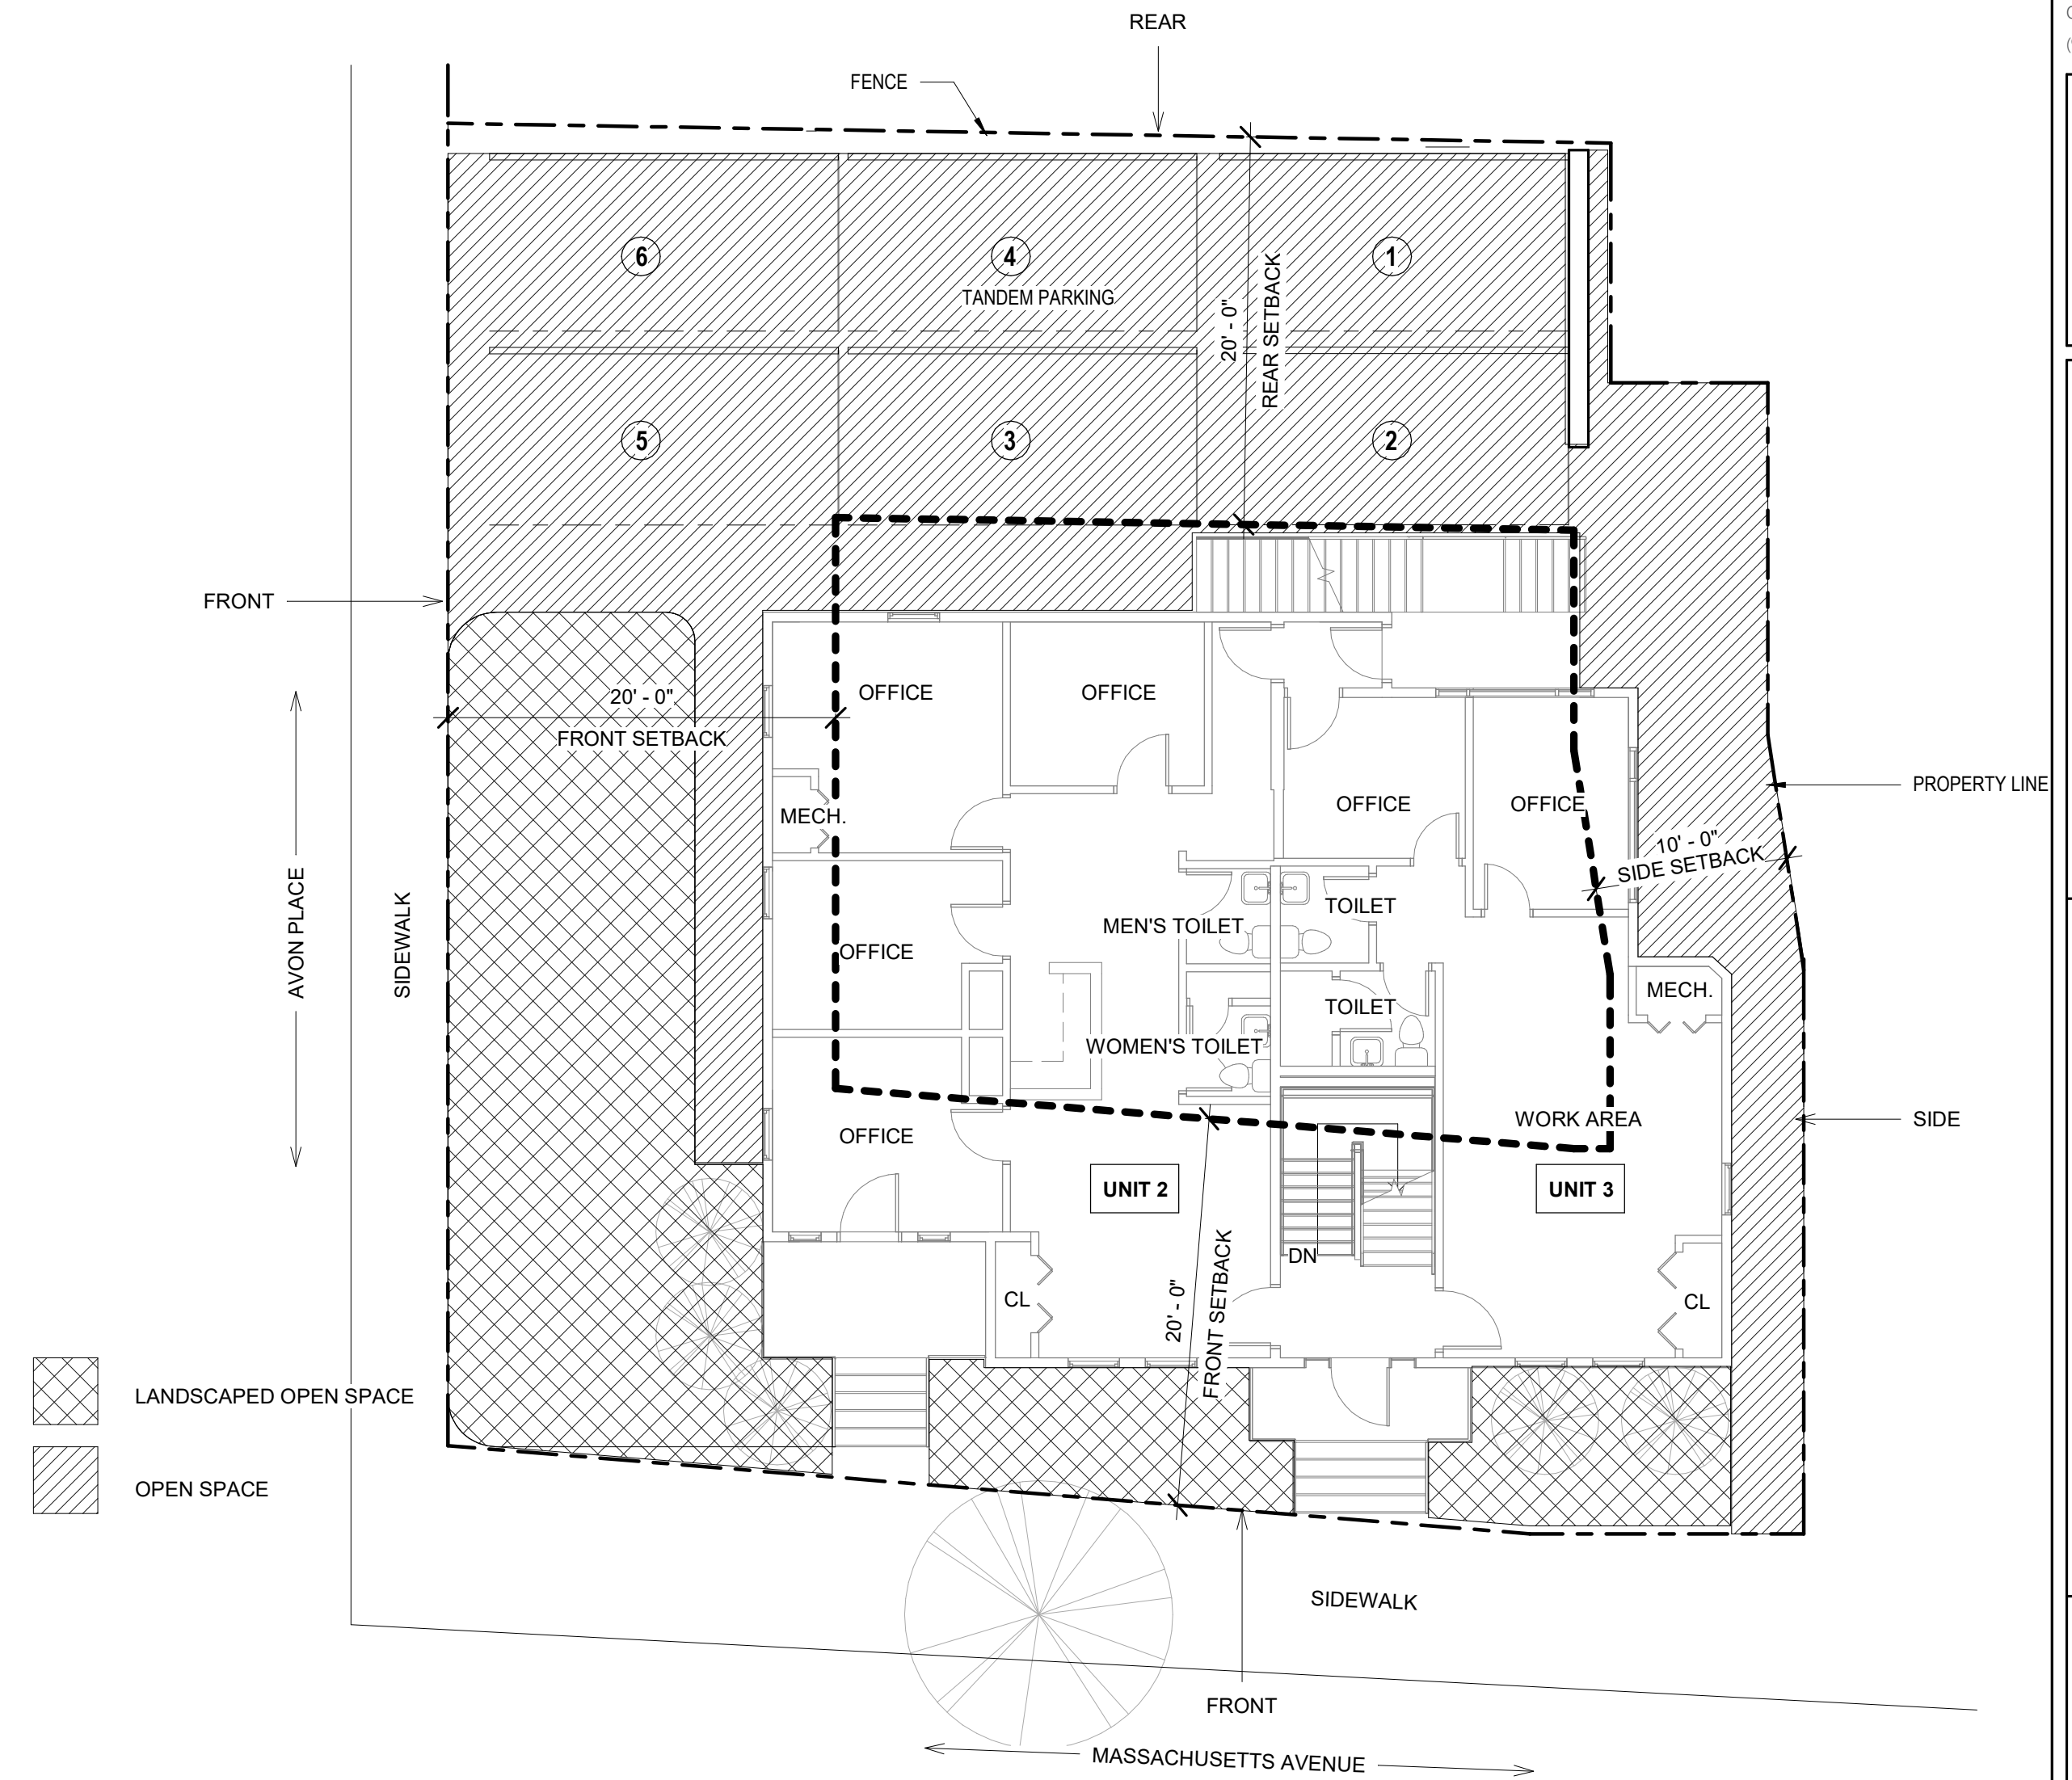 REAR
FENCE
6
4
1
TANDEM PARKING
20' - 0"
REAR SETBACK
5
3
2
FRONT
20' - 0"
FRONT SETBACK
OFFICE
OFFICE
PROPERTY LINE
MECH.
OFFICE
OFFICE
10' - 0"
SIDE SETBACK
AVON PLACE
SIDEWALK
TOILET
MEN'S TOILET
OFFICE
MECH.
TOILET
WOMEN'S TOILET
OFFICE
WORK AREA
SIDE
UNIT 2
UNIT 3
DN
20' - 0"
FRONT SETBACK
CL
CL
LANDSCAPED OPEN SPACE
OPEN SPACE
SIDEWALK
FRONT
MASSACHUSETTS AVENUE